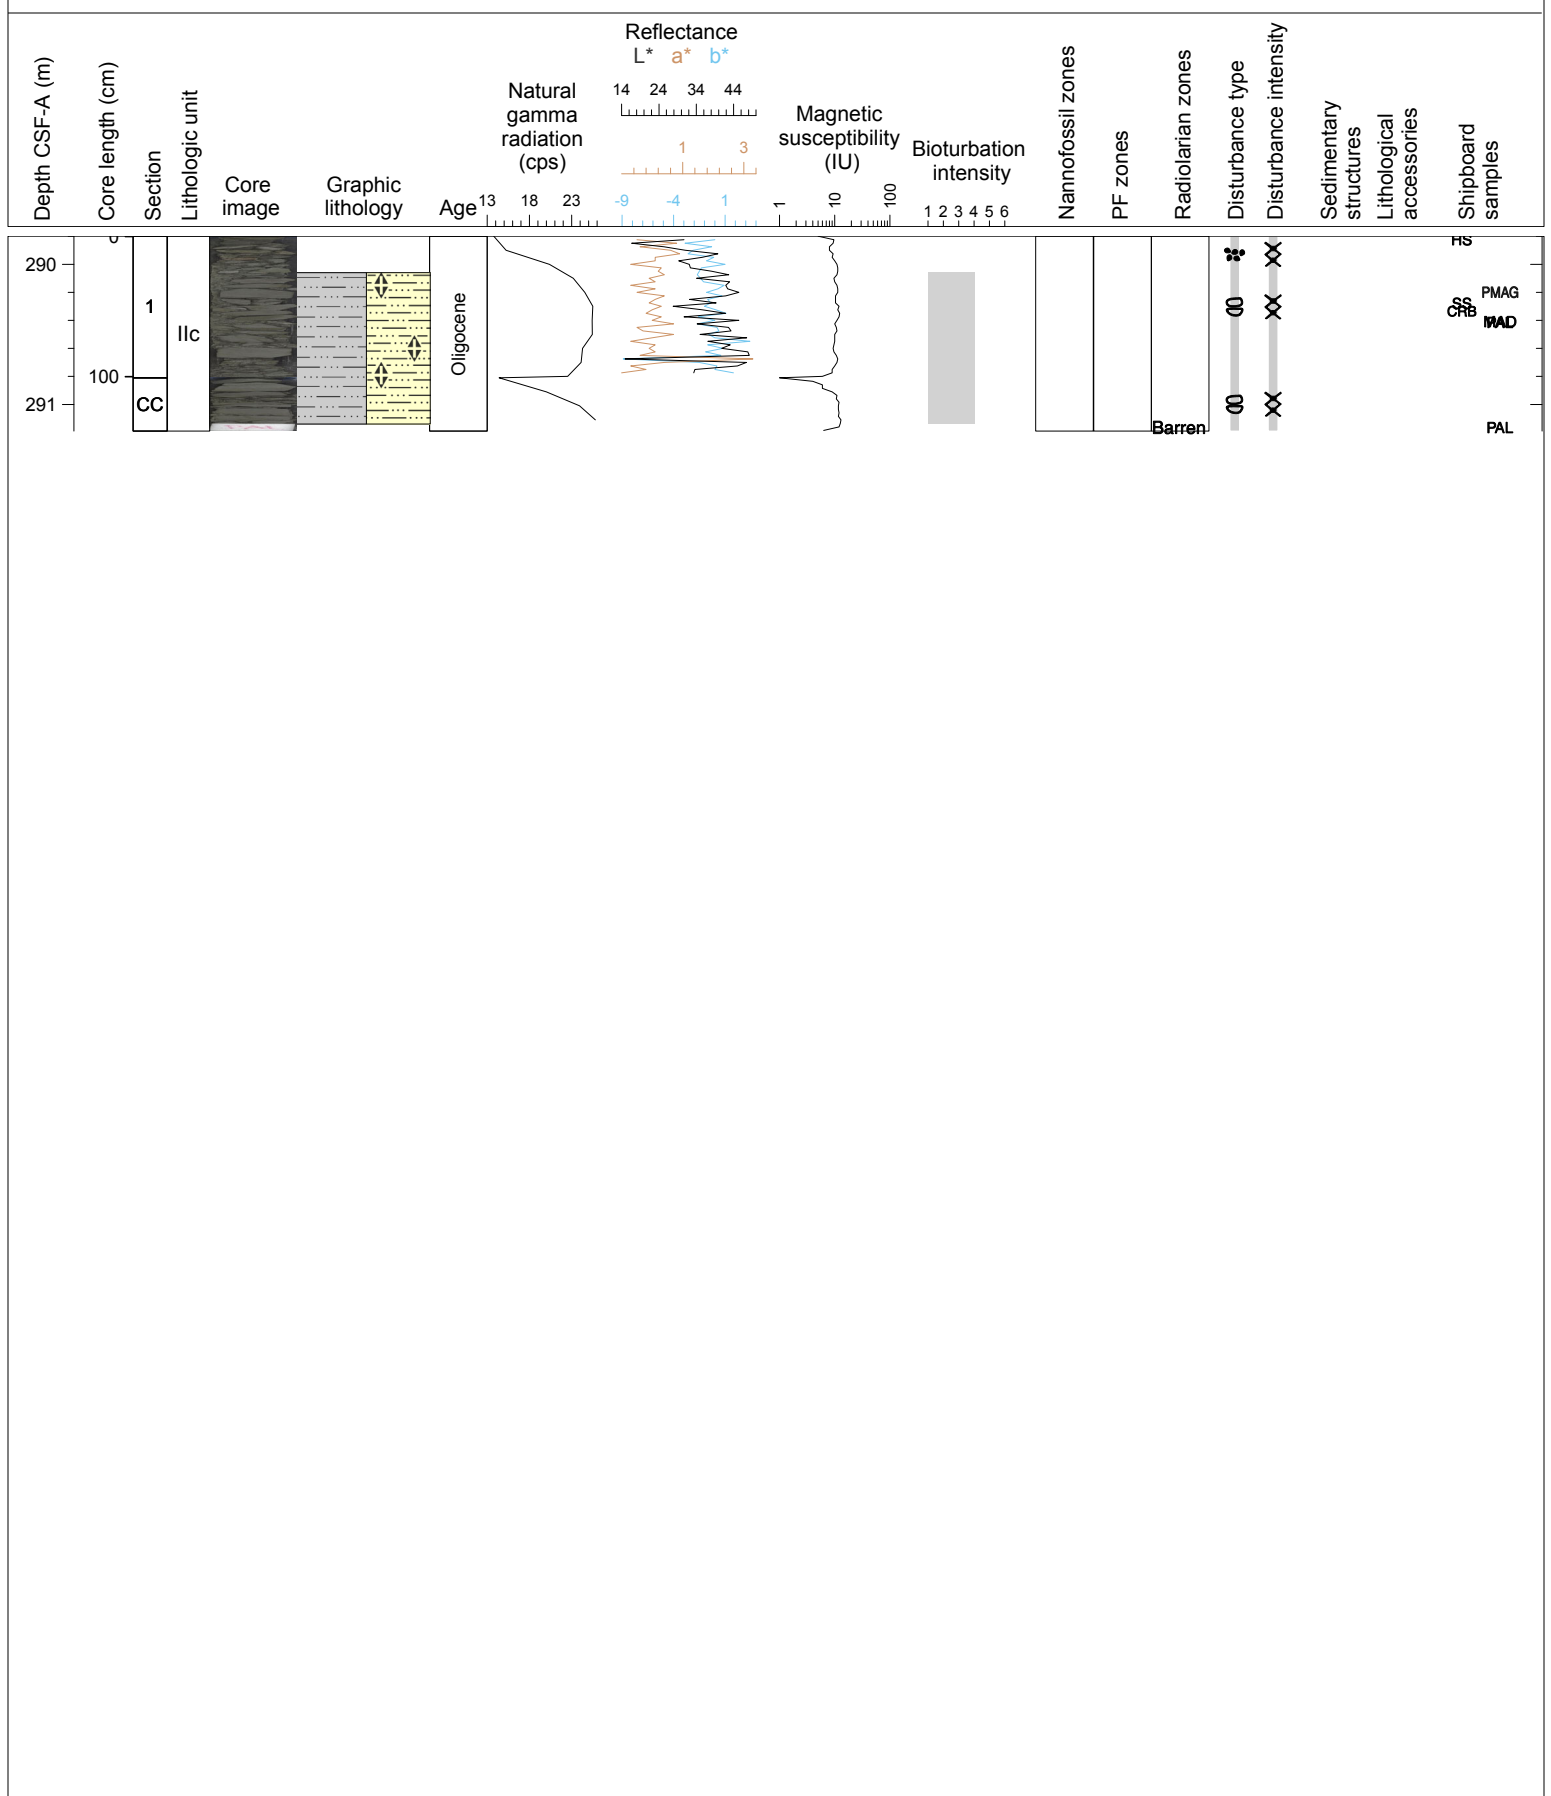 Depth CSF-A (m)
Core length (cm)
Section
Lithologic unit
Core
image
Graphic
lithology
Age
Natural
gamma
radiation
(cps)
13 18 23
Reflectance
L* a* b*
14 24 34 44
1 3
-9 -4 1
Magnetic
susceptibility
(IU)
1 10 100
Bioturbation
intensity
1 2 3 4 5 6
Nannofossil zones
PF zones
Radiolarian zones
Disturbance type
Disturbance intensity
Sedimentary
structures
Lithological
accessories
Shipboard
samples
0
290
100
291
1
CC
IIc
Oligocene
Barren
HS
PMAG
SS
CRB
MAD
PAL